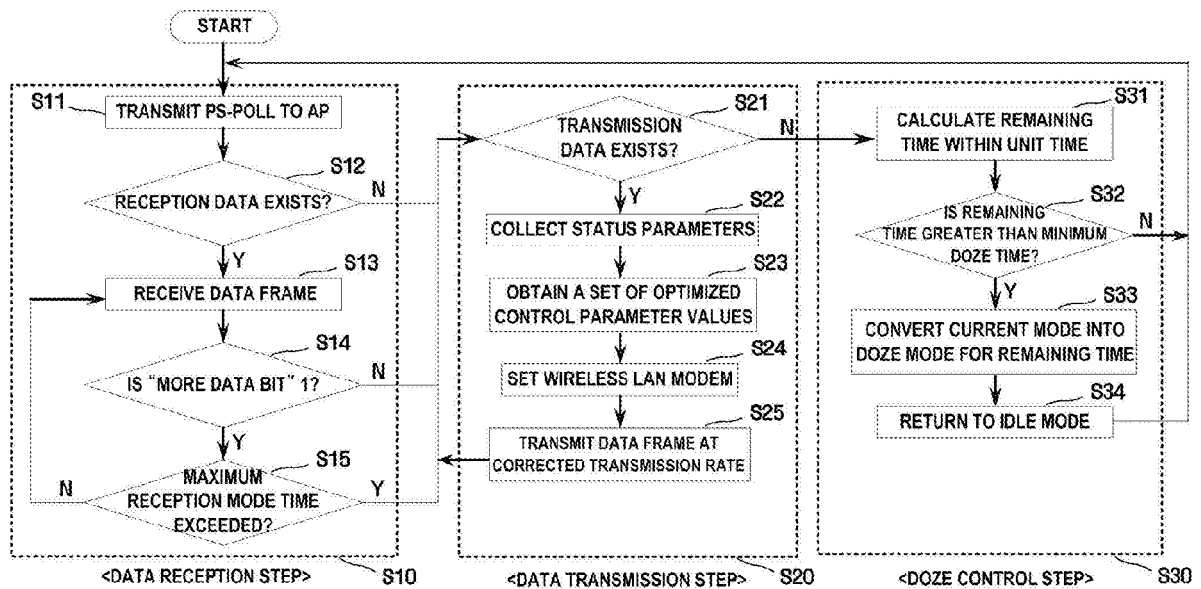 START
S11
TRANSMIT PS-POLL TO AP
S12
RECEPTION DATA EXISTS?
N
Y
S13
RECEIVE DATA FRAME
S14
IS "MORE DATA BIT" 1?
N
Y
S15
MAXIMUM
RECEPTION MODE TIME
EXCEEDED?
N
Y
S10
<DATA RECEPTION STEP>
S21
TRANSMISSION
DATA EXISTS?
N
Y
S22
COLLECT STATUS PARAMETERS
S23
OBTAIN A SET OF OPTIMIZED
CONTROL PARAMETER VALUES
S24
SET WIRELESS LAN MODEM
S25
TRANSMIT DATA FRAME AT
CORRECTED TRANSMISSION RATE
S20
<DATA TRANSMISSION STEP>
S31
CALCULATE REMAINING
TIME WITHIN UNIT TIME
S32
IS REMAINING
TIME GREATER THAN MINIMUM
DOZE TIME?
N
Y
S33
CONVERT CURRENT MODE INTO
DOZE MODE FOR REMAINING TIME
S34
RETURN TO IDLE MODE
S30
<DOZE CONTROL STEP>